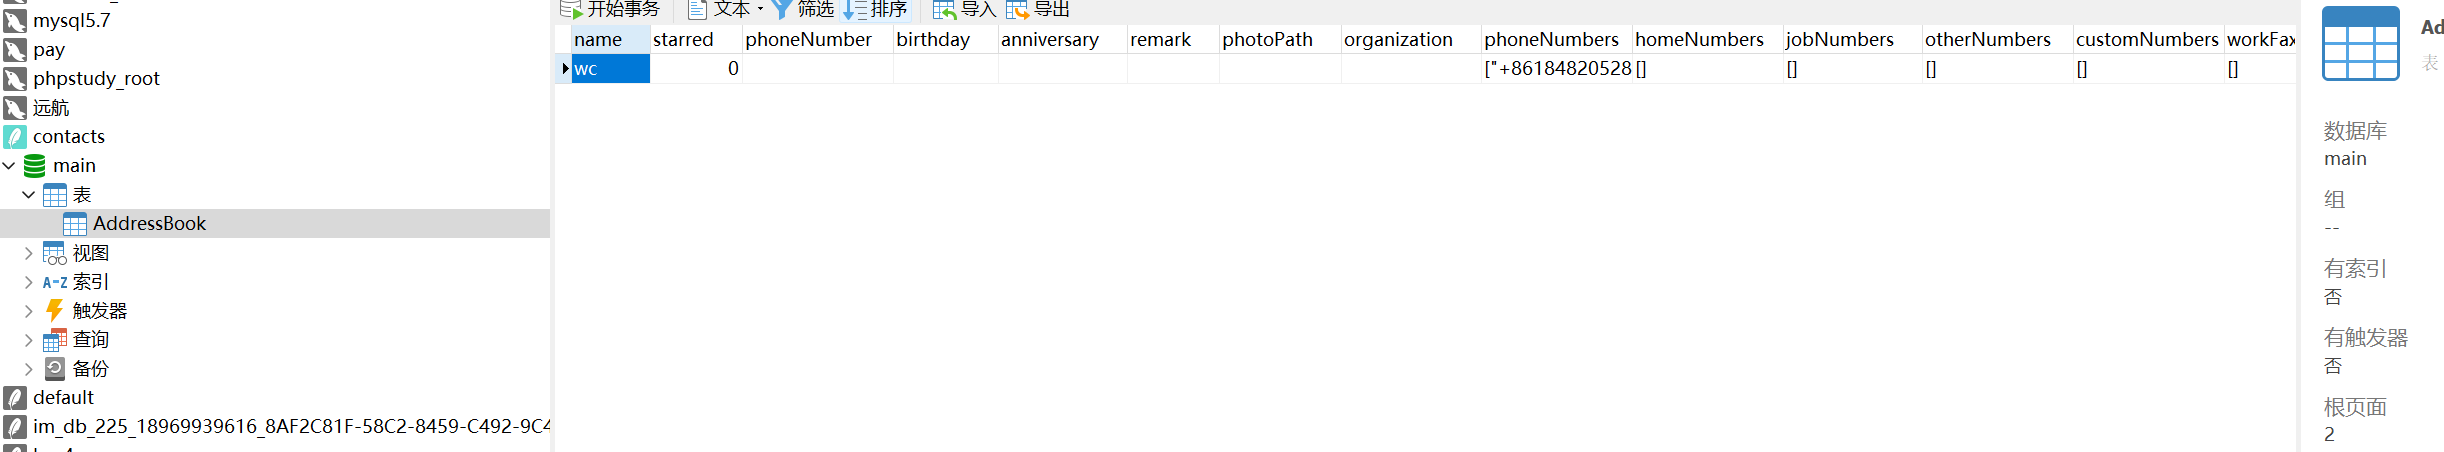 mysql5.7
pay
phpstudy_root
远航
contacts
main
表
AddressBook
视图
索引
触发器
查询
备份
default
im_db_225_18969939616_8AF2C81F-58C2-8459-C492-9C4
开始事务 文本 筛选 排序 导入 导出
name starred phoneNumber birthday anniversary remark photoPath organization phoneNumbers homeNumbers jobNumbers otherNumbers customNumbers workFax
wc 0 ["+86184820528 [] [] [] [] []
Ad
表
数据库
main
组
--
有索引
否
有触发器
否
根页面
2